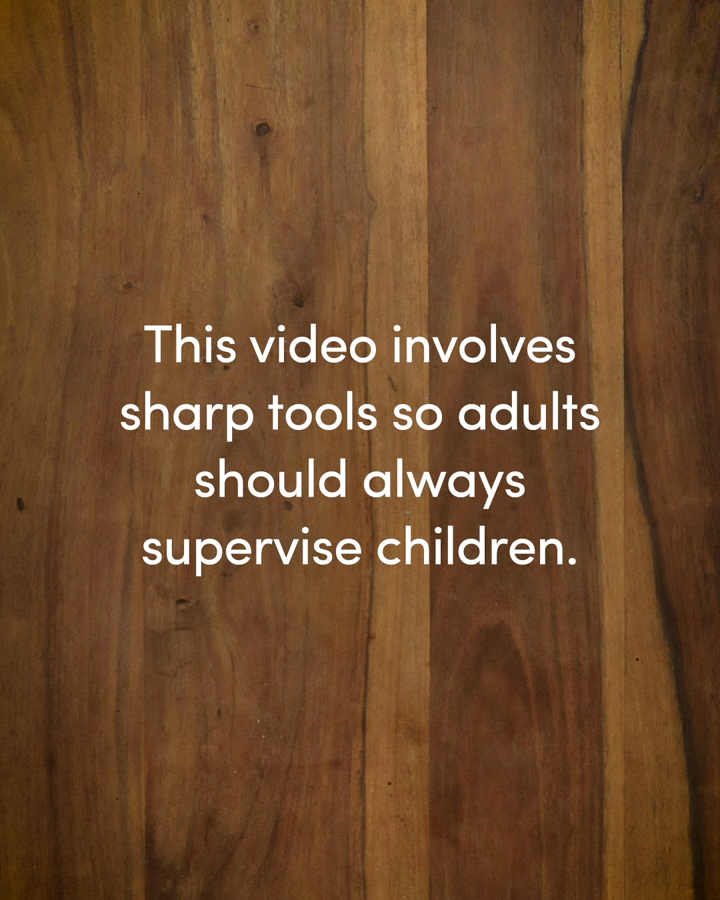 This video involves
sharp tools so adults
should always
supervise children.